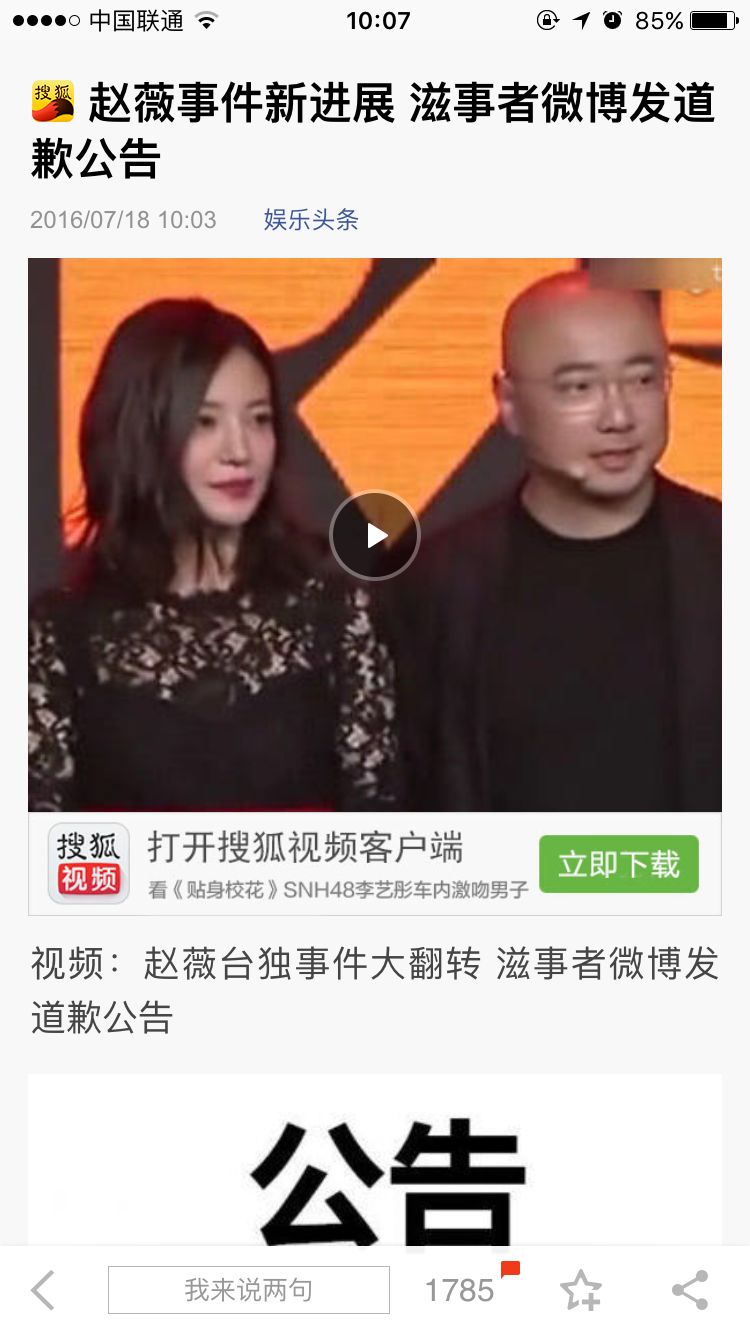 中国联通
10:07
85%
搜狐
赵薇事件新进展 滋事者微博发道
歉公告
2016/07/18 10:03
娱乐头条
搜狐
视频
打开搜狐视频客户端
看《贴身校花》SNH48李艺彤车内激吻男子
立即下载
视频：赵薇台独事件大翻转 滋事者微博发
道歉公告
公告
我来说两句
1785